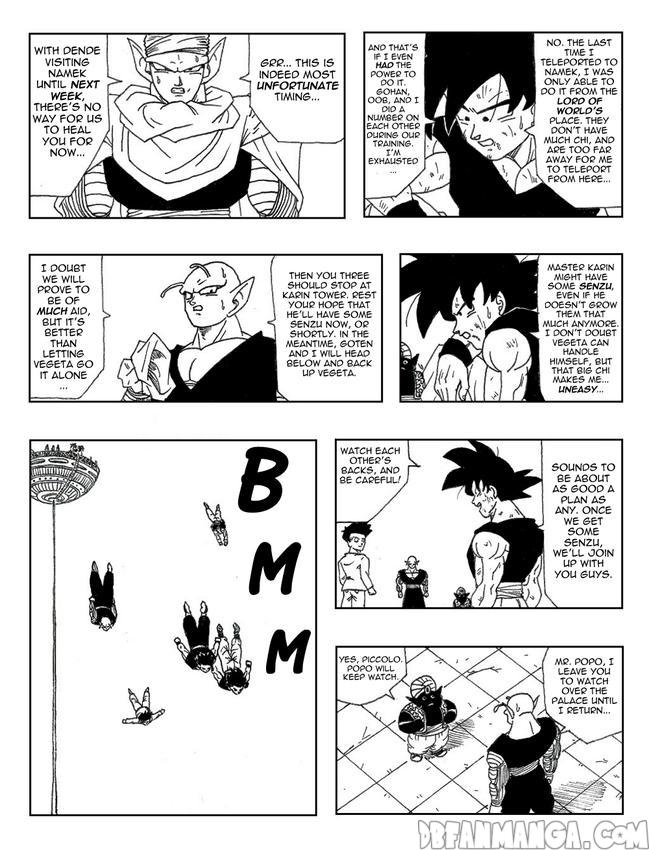 NO. THE LAST
TIME I
TELEPORTED
TO NAMEK, I
WAS ONLY ABLE
TO DO IT
FROM THE
LORD OF
WORLD'S
PLACE. THEY
DON'T HAVE
MUCH CHI, AND
ARE TOO FAR
AWAY FOR ME
TO TELEPORT
FROM HERE...
AND THAT'S
IF I EVEN
HAD THE
POWER TO
DO IT.
GOHAN,
OOB, AND I
DID A
NUMBER ON
EACH OTHER
DURING OUR
TRAINING.
I'M
EXHAUSTED
...
GRR... THIS IS
INDEED MOST
UNFORTUNATE
TIMING...
WITH DENDE
VISITING
NAMEK
UNTIL NEXT
WEEK,
THERE'S NO
WAY FOR US
TO HEAL
YOU FOR
NOW...
MASTER KARIN
MIGHT HAVE
SOME SENZU,
EVEN IF HE
DOESN'T GROW
THEM THAT
MUCH ANYMORE.
I DON'T DOUBT
VEGETA CAN
HANDLE
HIMSELF, BUT
THAT BIG CHI
MAKES ME...
UNEASY...
THEN YOU THREE
SHOULD STOP AT
KARIN TOWER. REST
YOUR HOPE THAT
HE'LL HAVE SOME
SENZU NOW, OR
SHORTLY. IN THE
MEANTIME, GOTEN
AND I WILL HEAD
BELOW AND BACK
UP VEGETA.
I DOUBT
WE WILL
PROVE TO
BE OF
MUCH AID,
BUT IT'S
BETTER
THAN
LETTING
VEGETA GO
IT ALONE
...
SOUNDS TO
BE ABOUT
AS GOOD A
PLAN AS
ANY. ONCE
WE GET
SOME
SENZU,
WE'LL JOIN
UP WITH
YOU GUYS.
WATCH EACH
OTHER'S
BACKS, AND
BE CAREFUL!
MR. POPO, I
LEAVE YOU
TO WATCH
OVER THE
PALACE UNTIL
I RETURN...
YES, PICCOLO.
POPO WILL
KEEP WATCH.
BMM
DBFANMANGA.COM